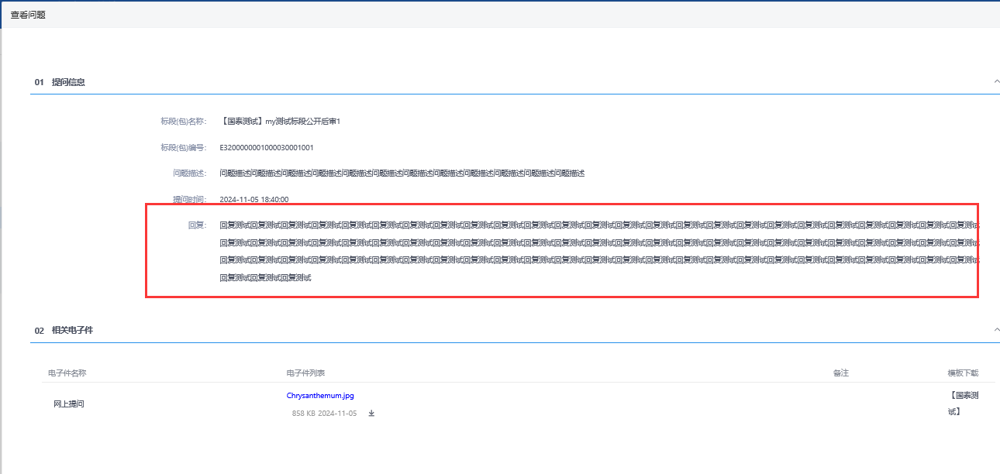 查看问题
01 提问信息
标段(包)名称: 【国泰测试】my测试标段公开后审1
标段(包)编号: E3200000001000030001001
问题描述: 问题描述问题描述问题描述问题描述问题描述问题描述问题描述问题描述问题描述问题描述问题描述问题描述
提问时间: 2024-11-05 18:40:00
回复: 回复测试回复测试回复测试回复测试回复测试回复测试回复测试回复测试回复测试回复测试回复测试回复测试回复测试回复测试回复测试回复测试回复测试回复测试回复测试回复测试回复测试回复测试回复测试回复测试回复测试
回复测试回复测试回复测试回复测试回复测试回复测试回复测试回复测试回复测试回复测试回复测试回复测试回复测试回复测试回复测试回复测试回复测试回复测试回复测试回复测试回复测试回复测试回复测试回复测试回复测试
回复测试回复测试回复测试回复测试回复测试回复测试回复测试回复测试回复测试回复测试回复测试回复测试回复测试回复测试回复测试回复测试回复测试回复测试回复测试回复测试回复测试回复测试回复测试回复测试回复测试
回复测试回复测试回复测试
02 相关电子件
电子件名称 电子件列表 备注 模板下载
网上提问
Chrysanthemum.jpg
858 KB 2024-11-05
【国泰测
试】